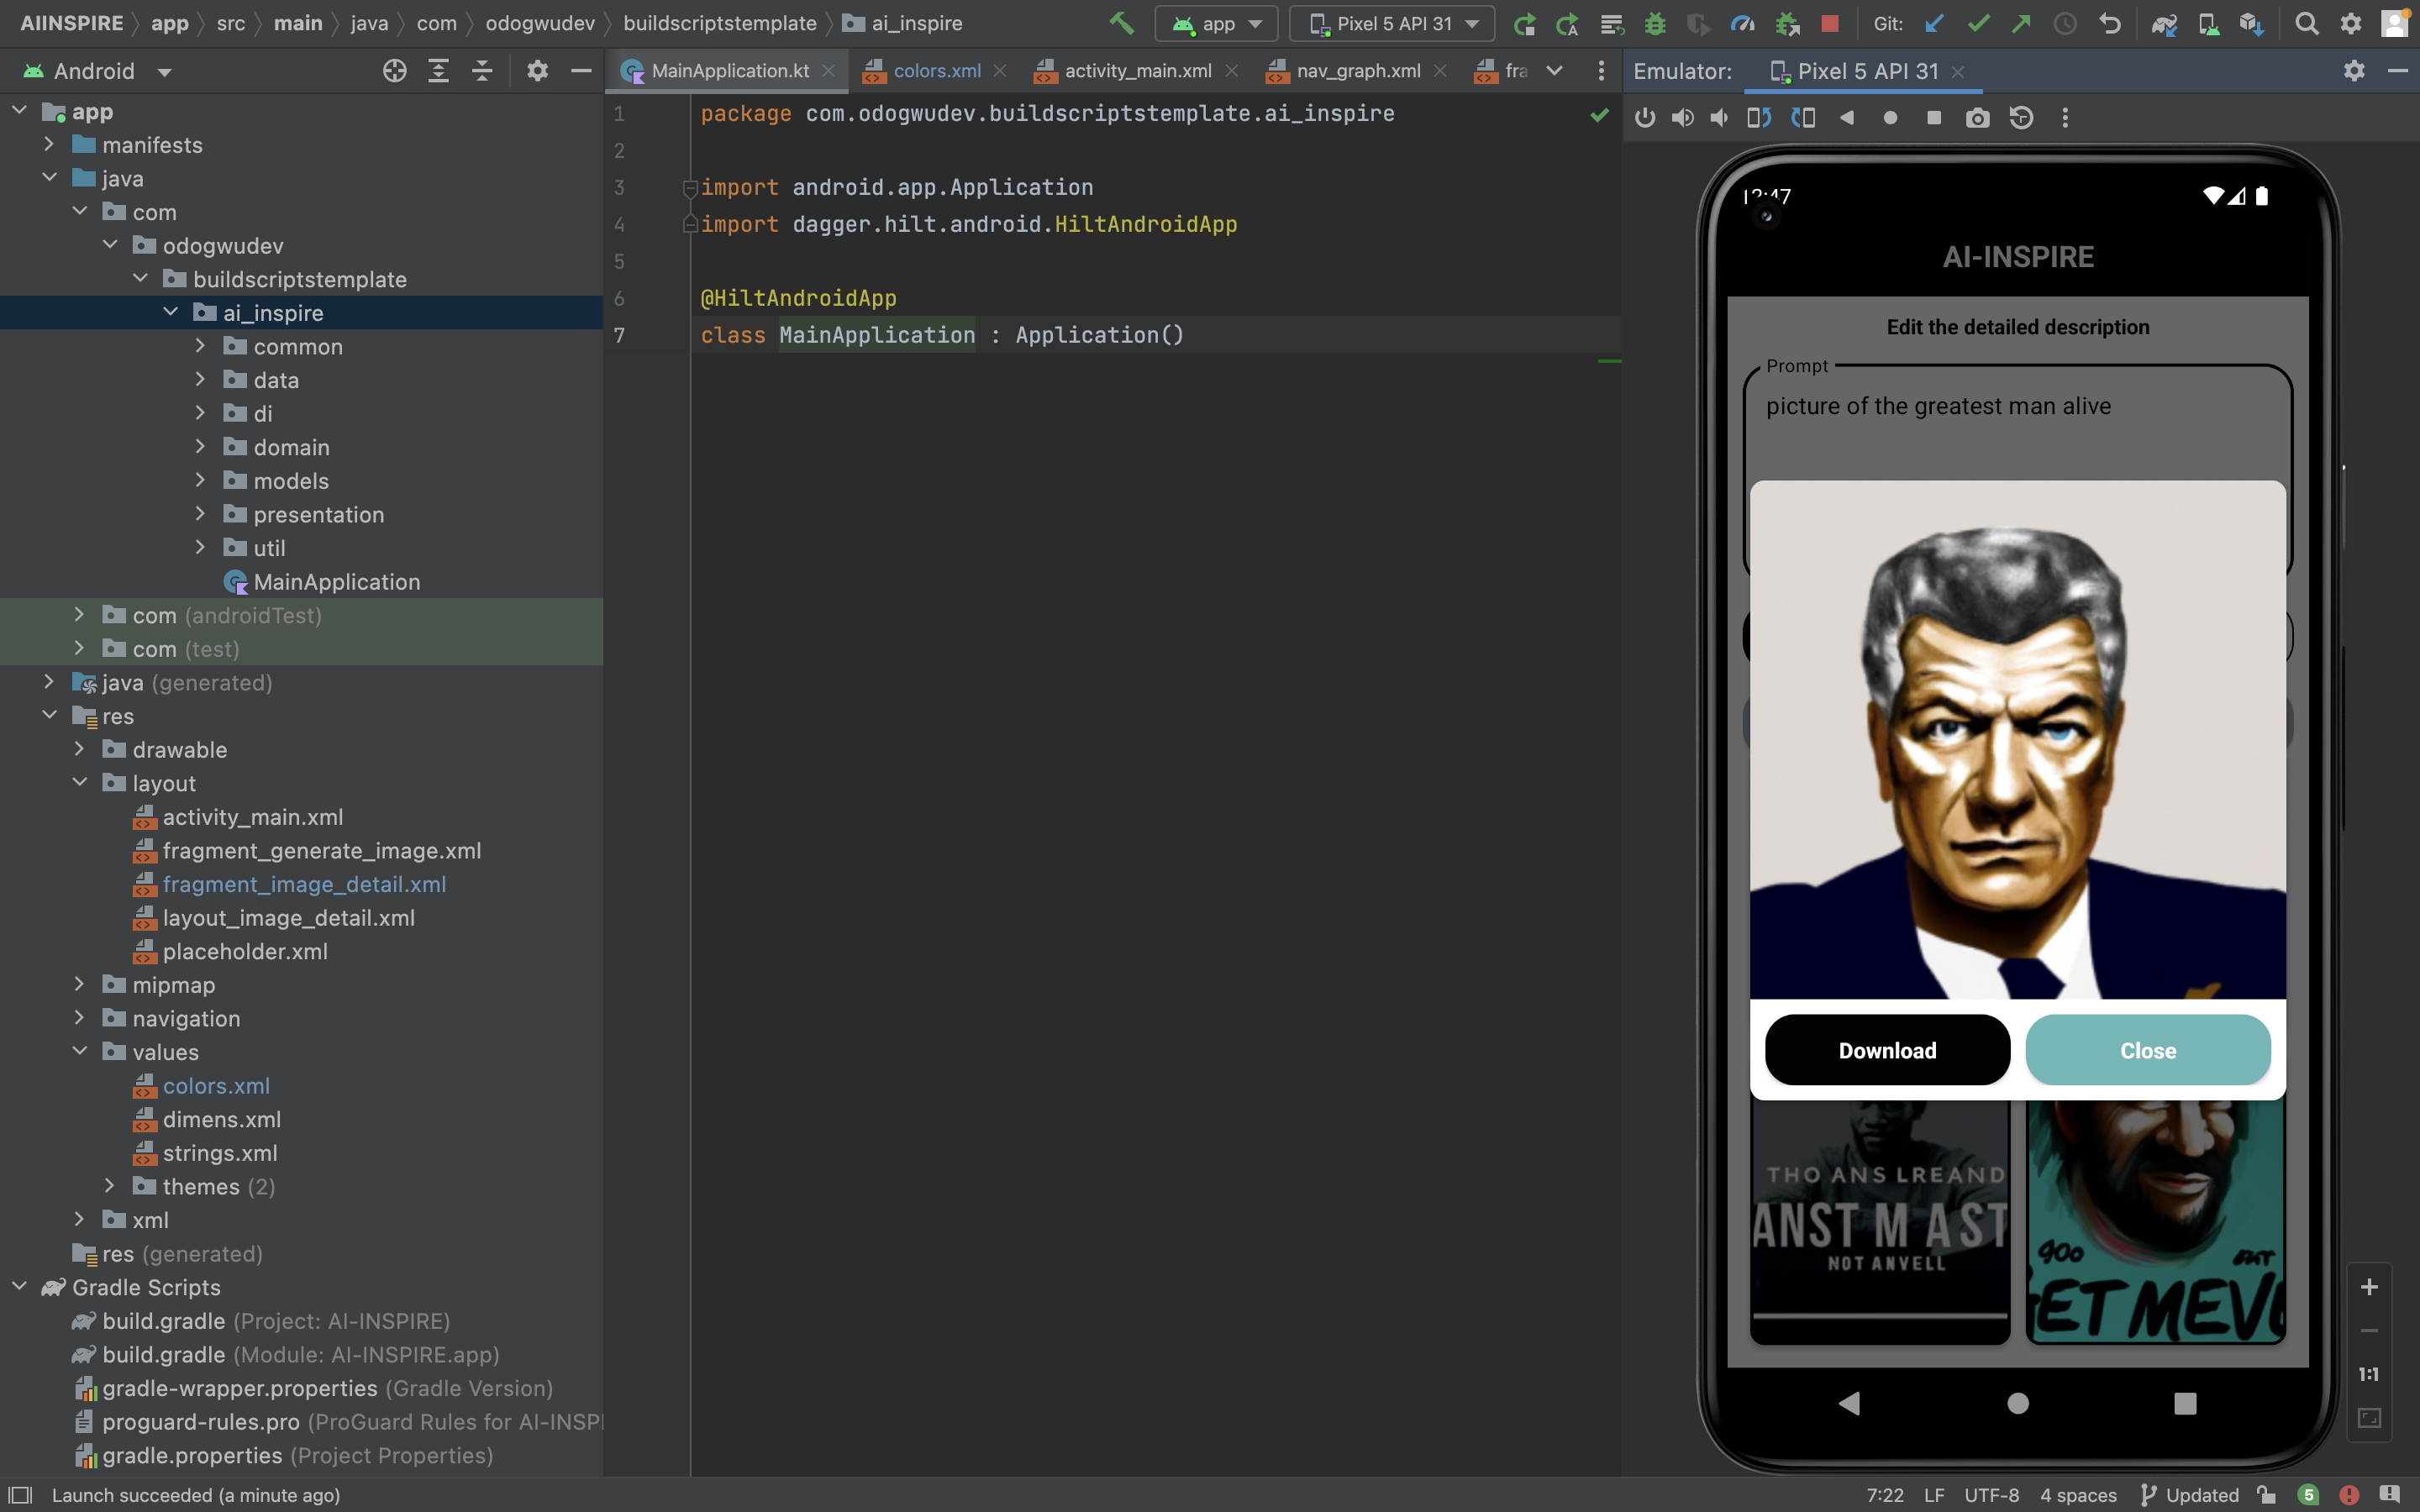 AIINSPIRE app src main java com odogwudev buildscriptstemplate ai_inspire
app
Pixel 5 API 31
Git:
Android
MainApplication.kt
colors.xml
activity_main.xml
nav_graph.xml
fra
Emulator:
Pixel 5 API 31
app
manifests
java
com
odogwudev
buildscriptstemplate
ai_inspire
common
data
di
domain
models
presentation
util
MainApplication
com (androidTest)
com (test)
java (generated)
res
drawable
layout
activity_main.xml
fragment_generate_image.xml
fragment_image_detail.xml
layout_image_detail.xml
placeholder.xml
mipmap
navigation
values
colors.xml
dimens.xml
strings.xml
themes (2)
xml
res (generated)
Gradle Scripts
build.gradle (Project: AI-INSPIRE)
build.gradle (Module: AI-INSPIRE.app)
gradle-wrapper.properties (Gradle Version)
proguard-rules.pro (ProGuard Rules for AI-INSPI
gradle.properties (Project Properties)
1 package com.odogwudev.buildscriptstemplate.ai_inspire
2
3 import android.app.Application
4 import dagger.hilt.android.HiltAndroidApp
5
6 @HiltAndroidApp
7 class MainApplication : Application()
12:47
AI-INSPIRE
Edit the detailed description
Prompt
picture of the greatest man alive
Download
Close
THO ANS LREAND
ANST M AST
NOT ANVELL
900
ET MEVO
1:1
Launch succeeded (a minute ago)
7:22 LF UTF-8 4 spaces Updated 5